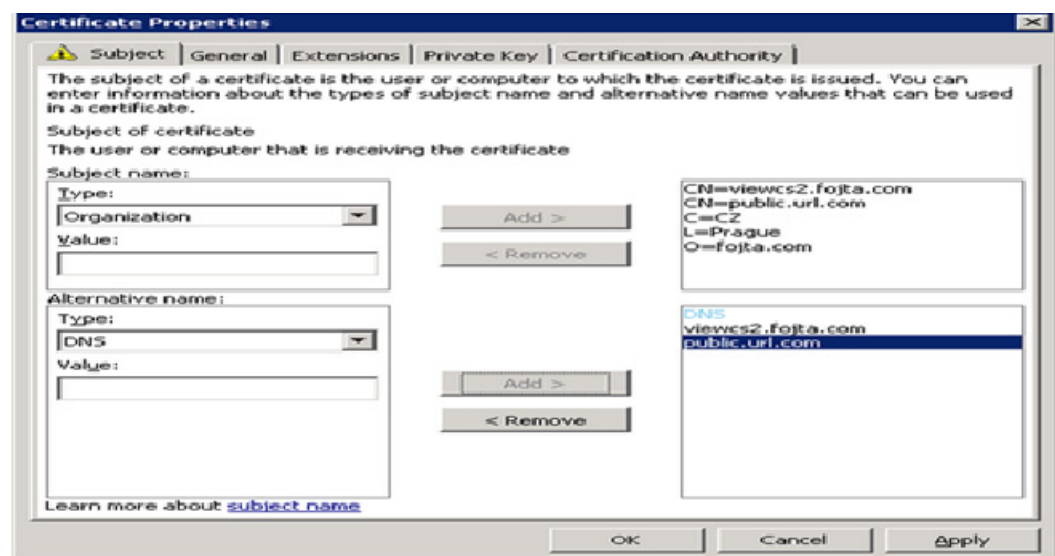 Certificate Properties
Subject
General
Extensions
Private Key
Certification Authority
The subject of a certificate is the user or computer to which the certificate is issued. You can
enter information about the types of subject name and alternative name values that can be used
in a certificate.
Subject of certificate
The user or computer that is receiving the certificate
Subject name:
Type:
Organization
Value:
Add >
< Remove
CN=viewcs2.fojta.com
CN=public.url.com
C=CZ
L=Prague
O=fojta.com
Alternative name:
Type:
DNS
Value:
Add >
< Remove
DNS
viewcs2.fojta.com
public.url.com
Learn more about subject name
OK
Cancel
Apply